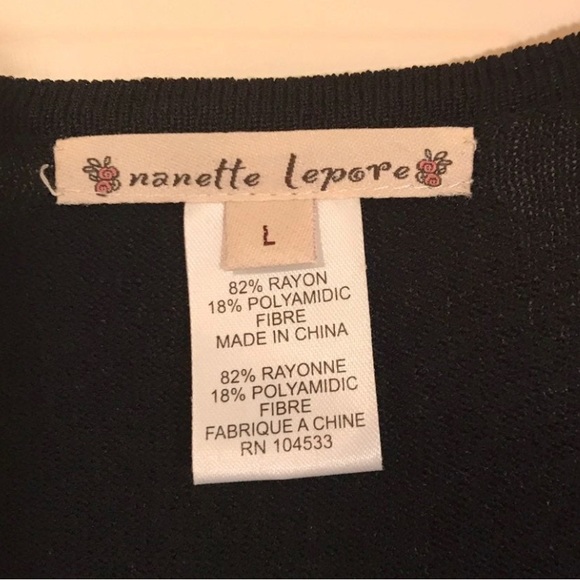 nanette lepore
L
82% RAYON
18% POLYAMIDIC
FIBRE
MADE IN CHINA
82% RAYONNE
18% POLYAMIDIC
FIBRE
FABRIQUE A CHINE
RN 104533